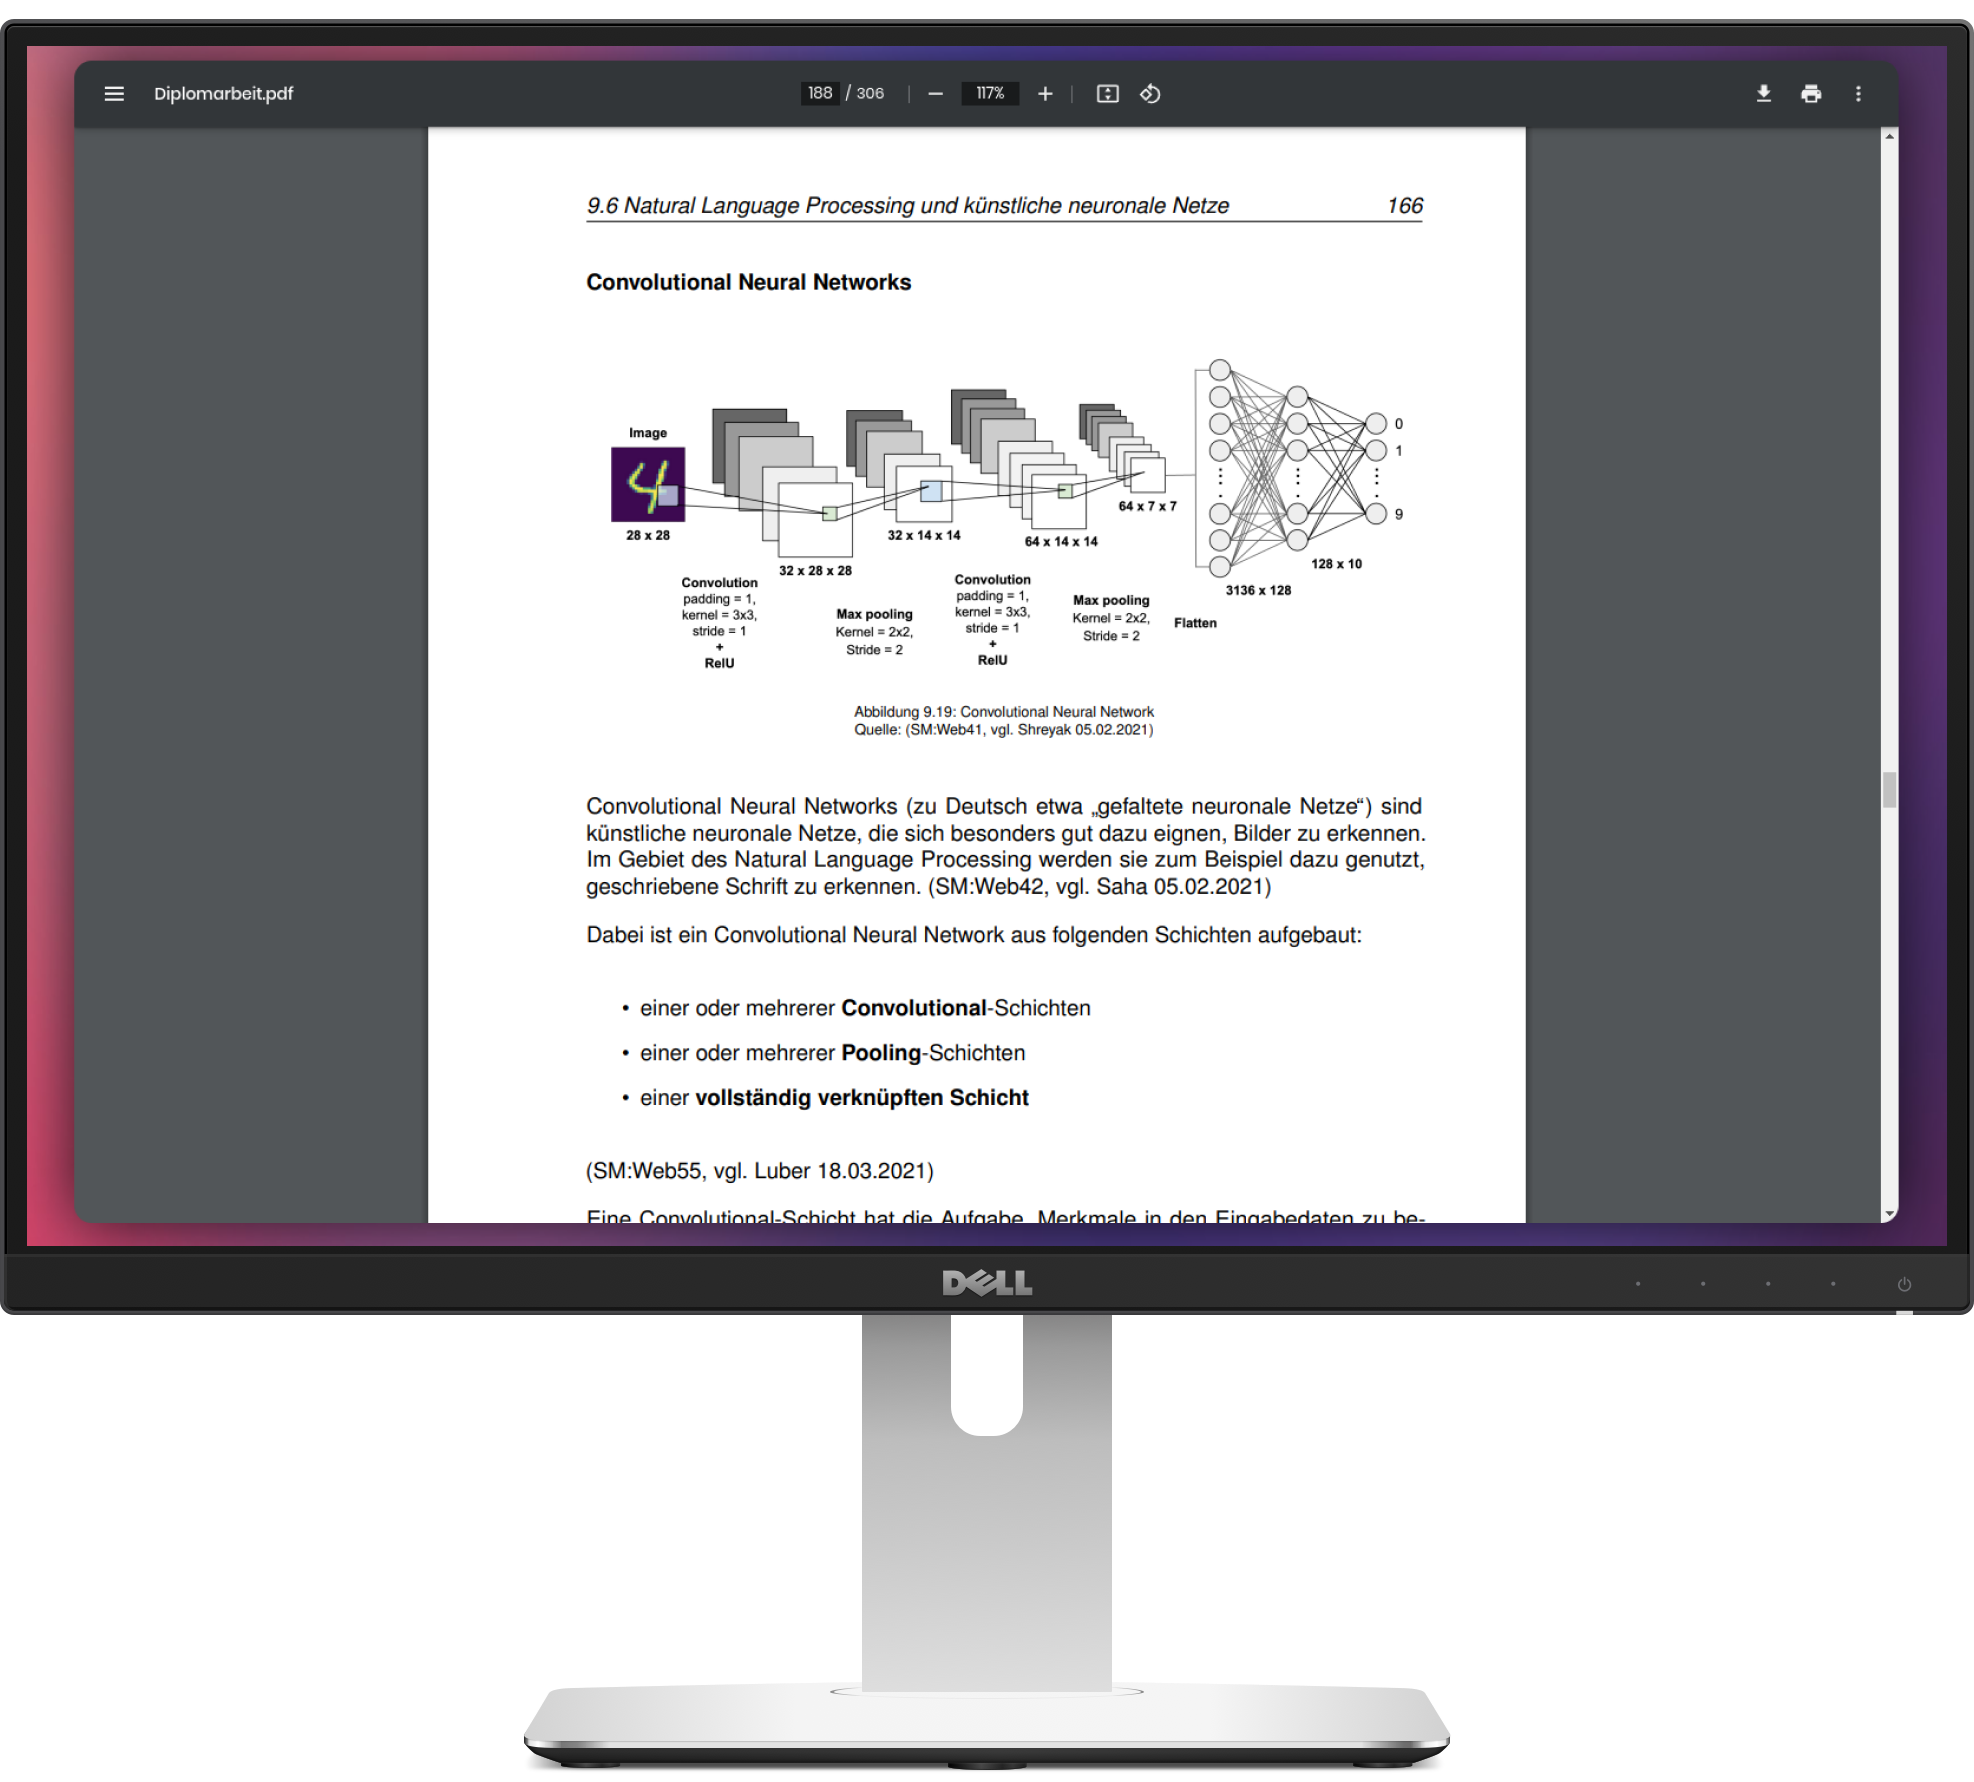 Diplomarbeit.pdf
188 / 306
117%
9.6 Natural Language Processing und künstliche neuronale Netze 166
Convolutional Neural Networks
Image
28 x 28
32 x 28 x 28
32 x 14 x 14
64 x 14 x 14
64 x 7 x 7
3136 x 128
128 x 10
0
1
9
Convolution
padding = 1,
kernel = 3x3,
stride = 1
+
RelU
Max pooling
Kernel = 2x2,
Stride = 2
Convolution
padding = 1,
kernel = 3x3,
stride = 1
+
RelU
Max pooling
Kernel = 2x2,
Stride = 2
Flatten
Abbildung 9.19: Convolutional Neural Network
Quelle: (SM:Web41, vgl. Shreyak 05.02.2021)
Convolutional Neural Networks (zu Deutsch etwa „gefaltete neuronale Netze“) sind
künstliche neuronale Netze, die sich besonders gut dazu eignen, Bilder zu erkennen.
Im Gebiet des Natural Language Processing werden sie zum Beispiel dazu genutzt,
geschriebene Schrift zu erkennen. (SM:Web42, vgl. Saha 05.02.2021)
Dabei ist ein Convolutional Neural Network aus folgenden Schichten aufgebaut:
• einer oder mehrerer Convolutional-Schichten
• einer oder mehrerer Pooling-Schichten
• einer vollständig verknüpften Schicht
(SM:Web55, vgl. Luber 18.03.2021)
Eine Convolutional-Schicht hat die Aufgabe, Merkmale in den Eingabedaten zu be-
DELL